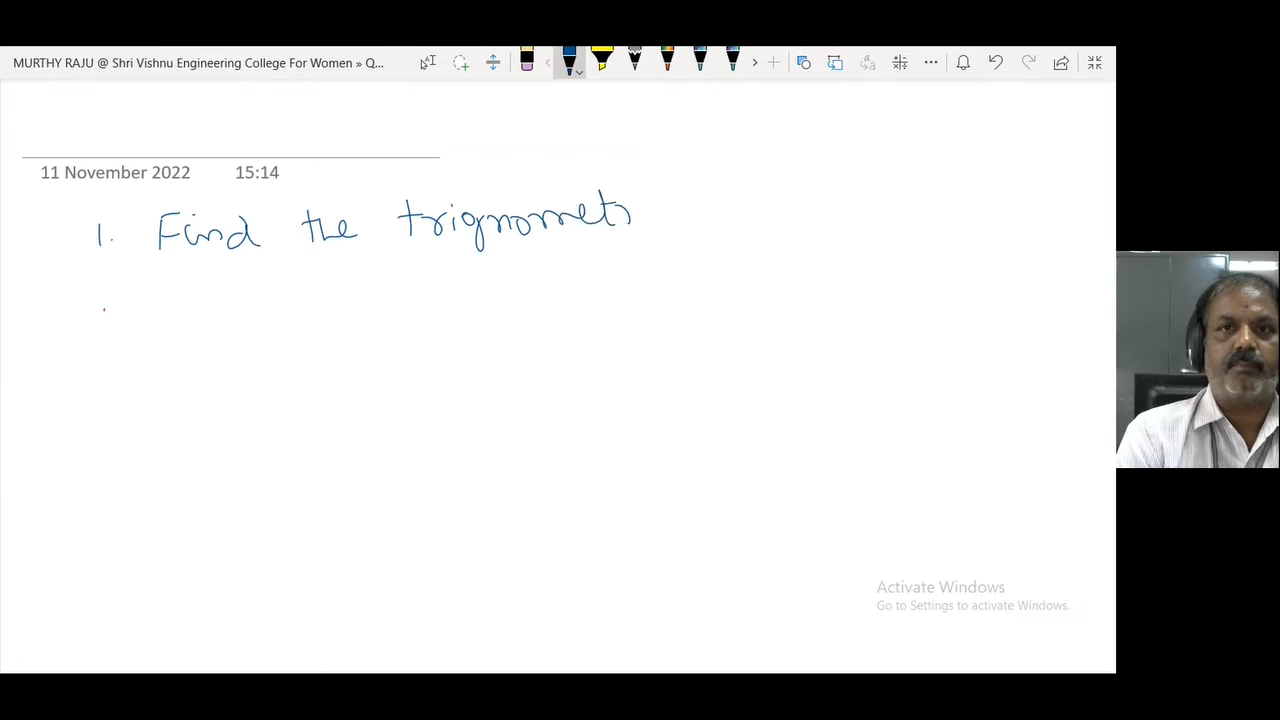 MURTHY RAJU @ Shri Vishnu Engineering College For Women » Q...
11 November 2022 15:14
1. Find the trignometr
Activate Windows
Go to Settings to activate Windows.